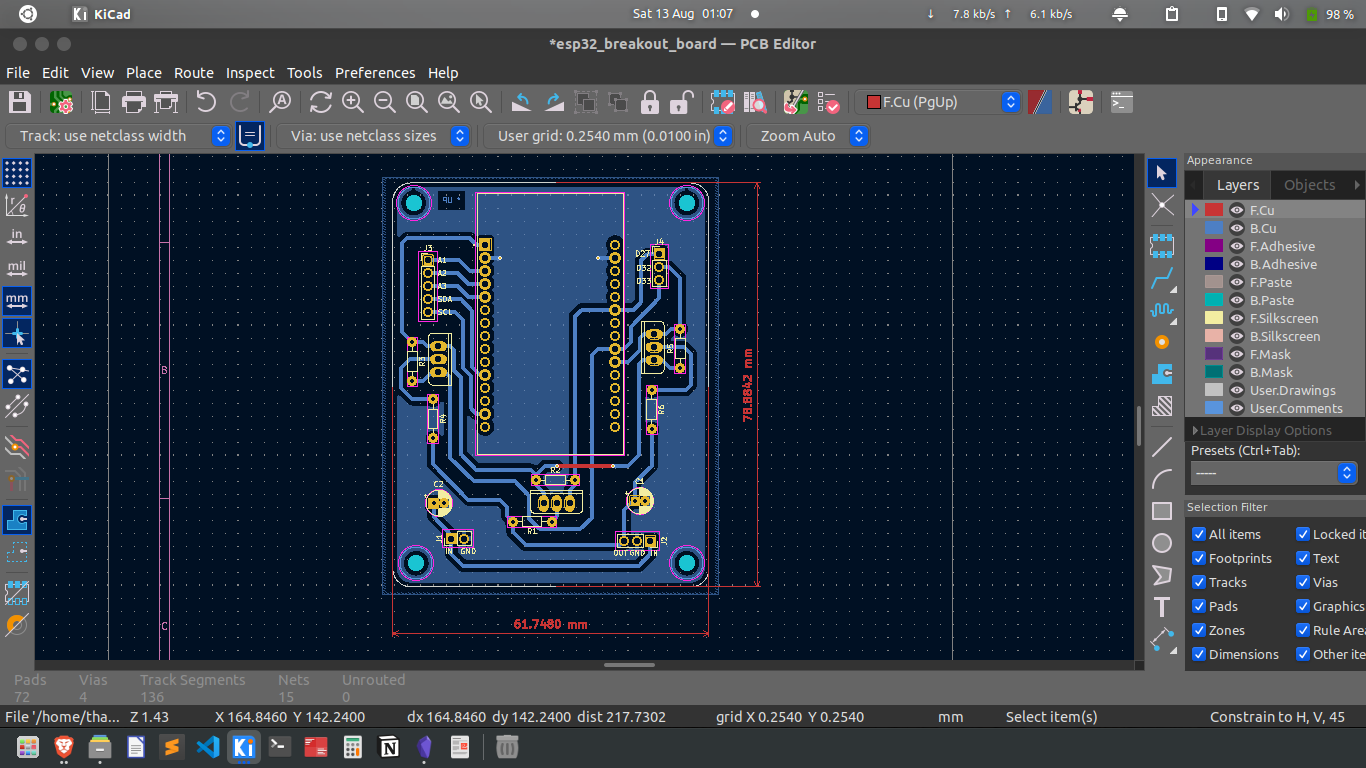 KiCad
Sat 13 Aug 01:07
↓ 7.8 kb/s ↑ 6.1 kb/s
98 %
*esp32_breakout_board — PCB Editor
File Edit View Place Route Inspect Tools Preferences Help
F.Cu (PgUp)
Track: use netclass width
Via: use netclass sizes
User grid: 0.2540 mm (0.0100 in)
Zoom Auto
in
mil
mm
B
C
J3
A1
A2
A3
SDA
SCL
J4
D27
D32
D33
R3
R4
R5
R6
R2
C2
R1
J1
IN GND
OUT GND IN
J2
78.8842 mm
61.7480 mm
Appearance
Layers Objects
F.Cu
B.Cu
F.Adhesive
B.Adhesive
F.Paste
B.Paste
F.Silkscreen
B.Silkscreen
F.Mask
B.Mask
User.Drawings
User.Comments
Layer Display Options
Presets (Ctrl+Tab):
-----
Selection Filter
All items Locked it
Footprints Text
Tracks Vias
Pads Graphics
Zones Rule Area
Dimensions Other ite
Pads Vias Track Segments Nets Unrouted
72 4 136 15 0
File '/home/tha... Z 1.43 X 164.8460 Y 142.2400 dx 164.8460 dy 142.2400 dist 217.7302 grid X 0.2540 Y 0.2540 mm Select item(s) Constrain to H, V, 45